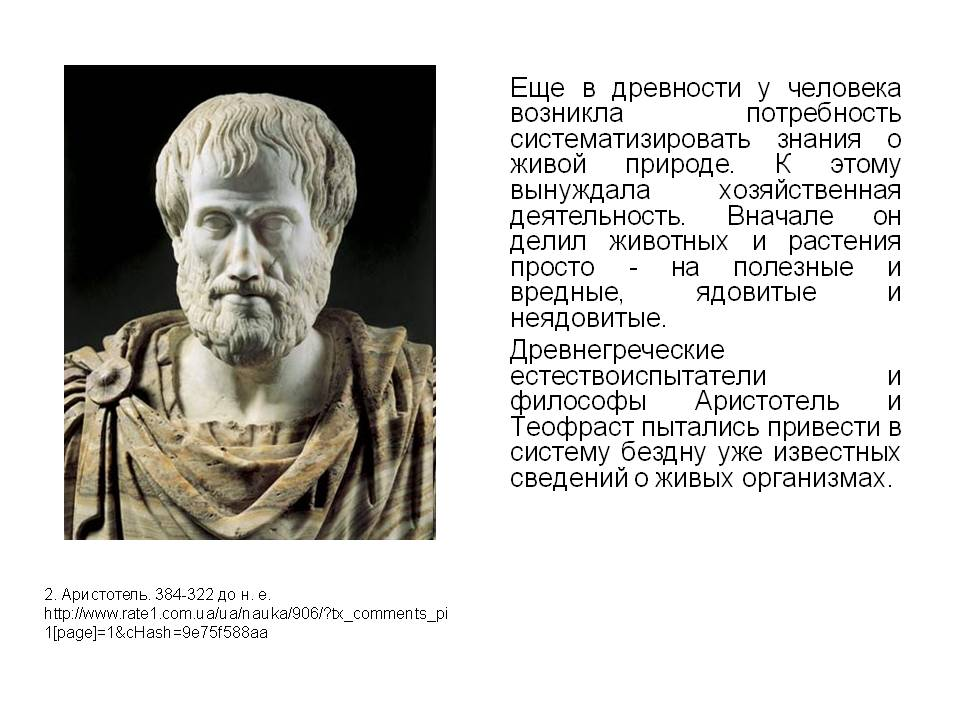 Еще в древности у человека
возникла потребность
систематизировать знания о
живой природе. К этому
вынуждала хозяйственная
деятельность. Вначале он
делил животных и растения
просто - на полезные и
вредные, ядовитые и
неядовитые.
Древнегреческие
естествоиспытатели и
философы Аристотель и
Теофраст пытались привести в
систему бездну уже известных
сведений о живых организмах.
2. Аристотель. 384-322 до н. е.
http://www.rate1.com.ua/ua/nauka/906/?tx_comments_pi
1[page]=1&cHash=9e75f588aa